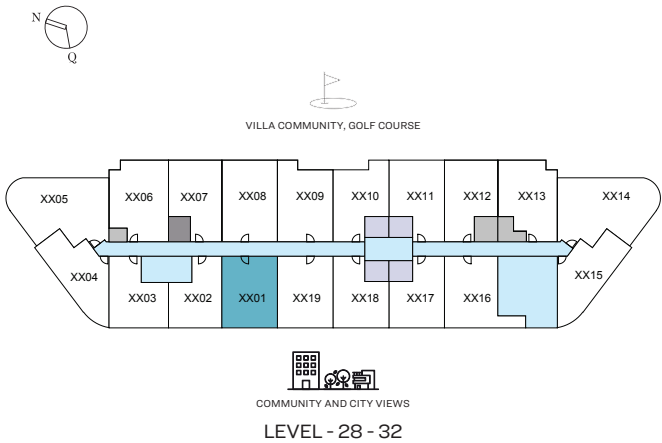 N
Q
VILLA COMMUNITY, GOLF COURSE
XX05 XX06 XX07 XX08 XX09 XX10 XX11 XX12 XX13 XX14
XX04 XX03 XX02 XX01 XX19 XX18 XX17 XX16 XX15
COMMUNITY AND CITY VIEWS
LEVEL - 28 - 32